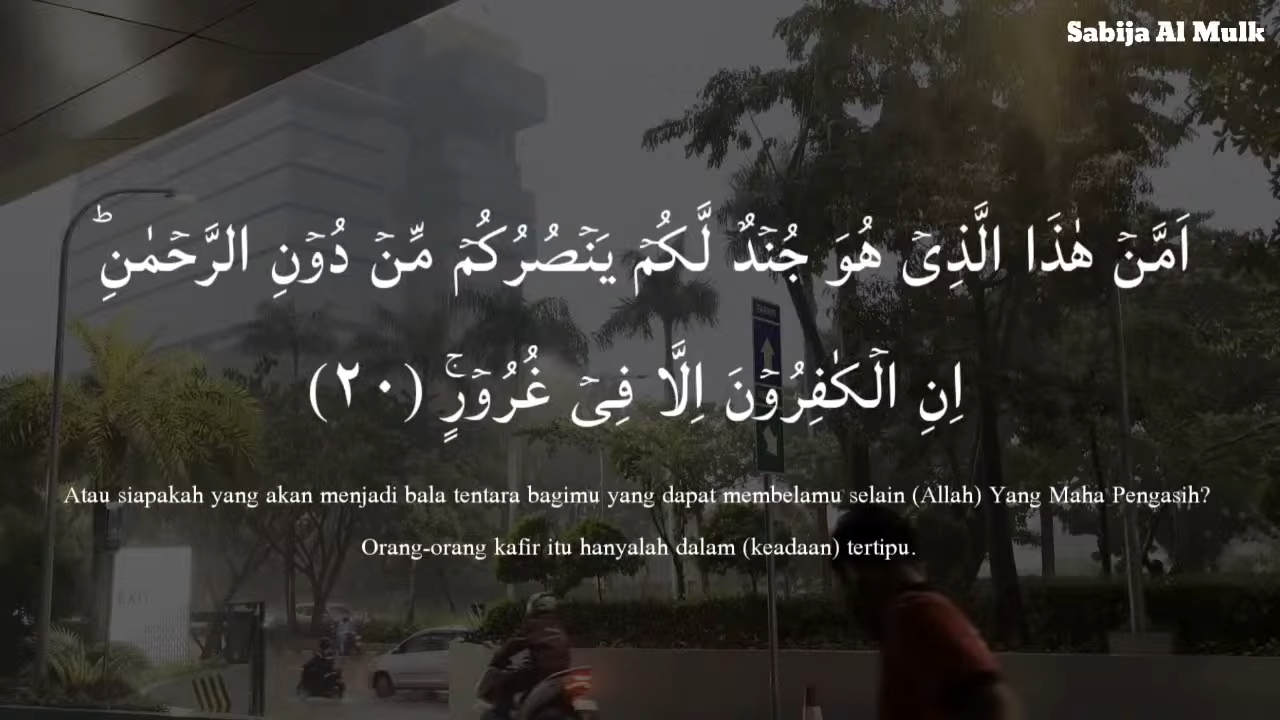 Sabija Al Mulk
اَمَّنۡ هٰذَا الَّذِىۡ هُوَ جُنۡدٌ لَّكُمۡ يَنۡصُرُكُمۡ مِّنۡ دُوۡنِ الرَّحۡمٰنِ ؕ
اِنِ الۡكٰفِرُوۡنَ اِلَّا فِىۡ غُرُوۡرٍۚ (٢٠)
Atau siapakah yang akan menjadi bala tentara bagimu yang dapat membelamu selain (Allah) Yang Maha Pengasih?
Orang-orang kafir itu hanyalah dalam (keadaan) tertipu.
EXIT